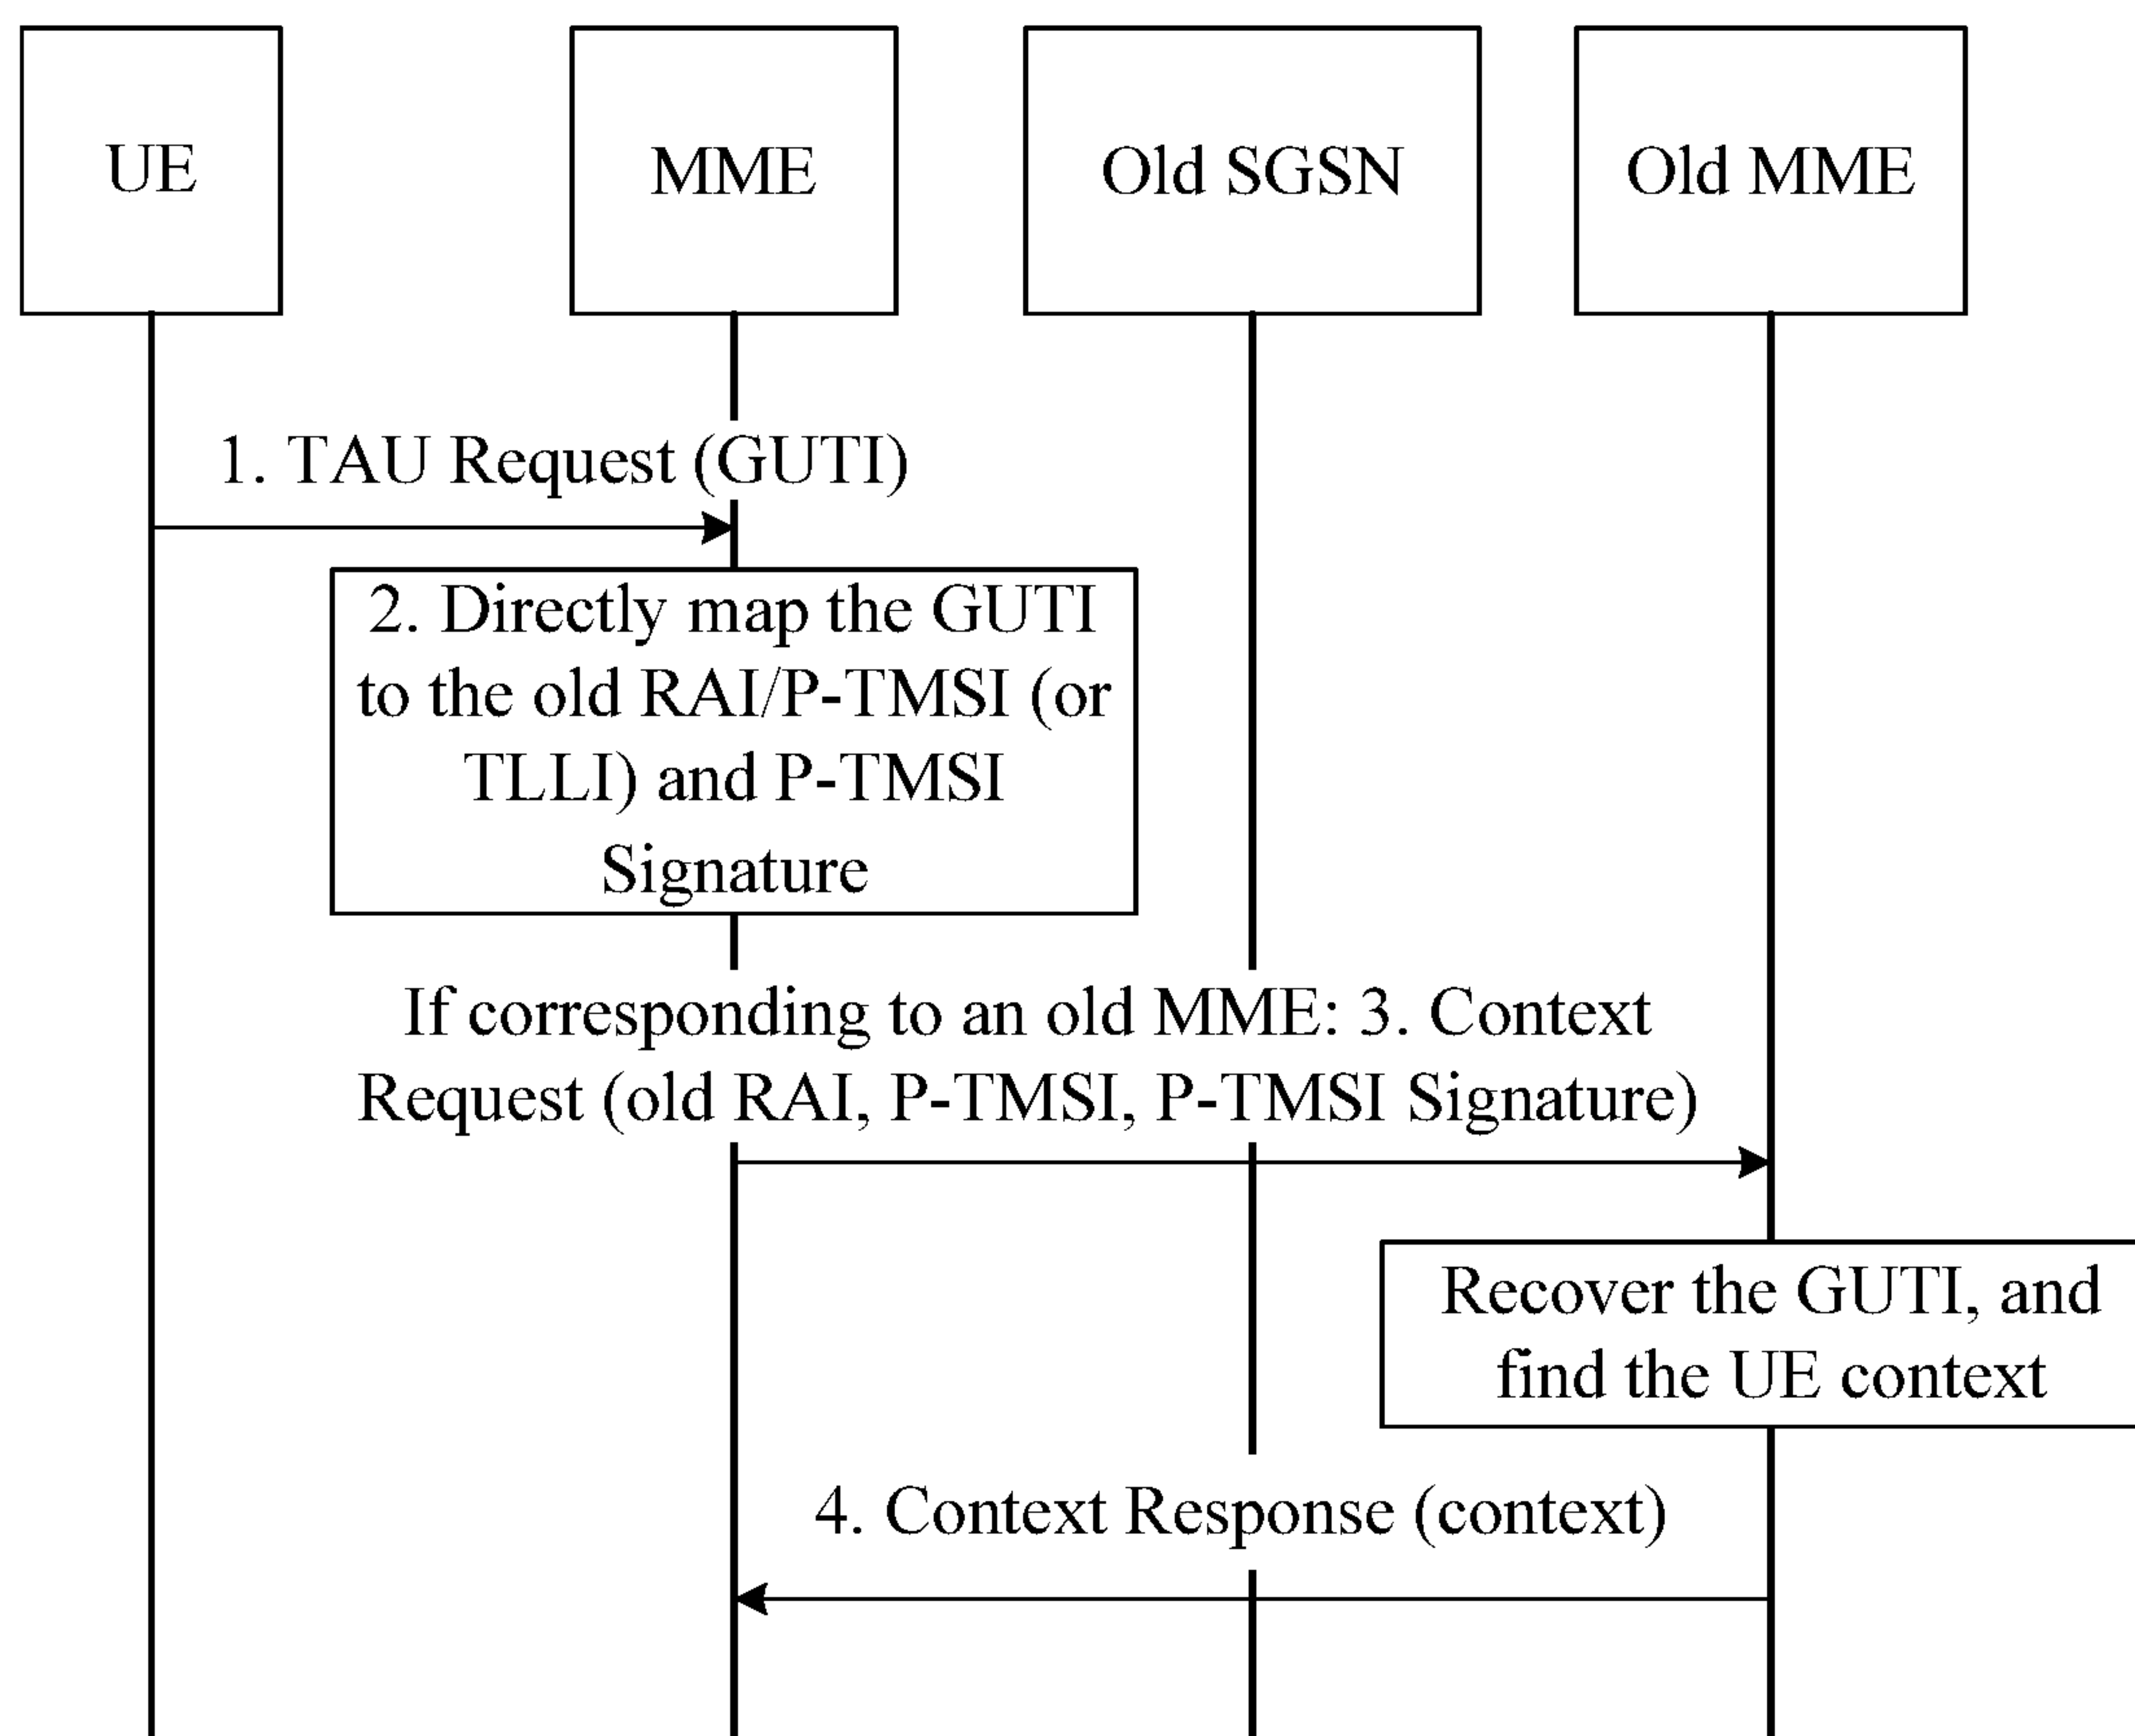 UE
MME
Old SGSN
Old MME
1. TAU Request (GUTI)
2. Directly map the GUTI
to the old RAI/P-TMSI (or
TLLI) and P-TMSI
Signature
If corresponding to an old MME: 3. Context
Request (old RAI, P-TMSI, P-TMSI Signature)
Recover the GUTI, and
find the UE context
4. Context Response (context)